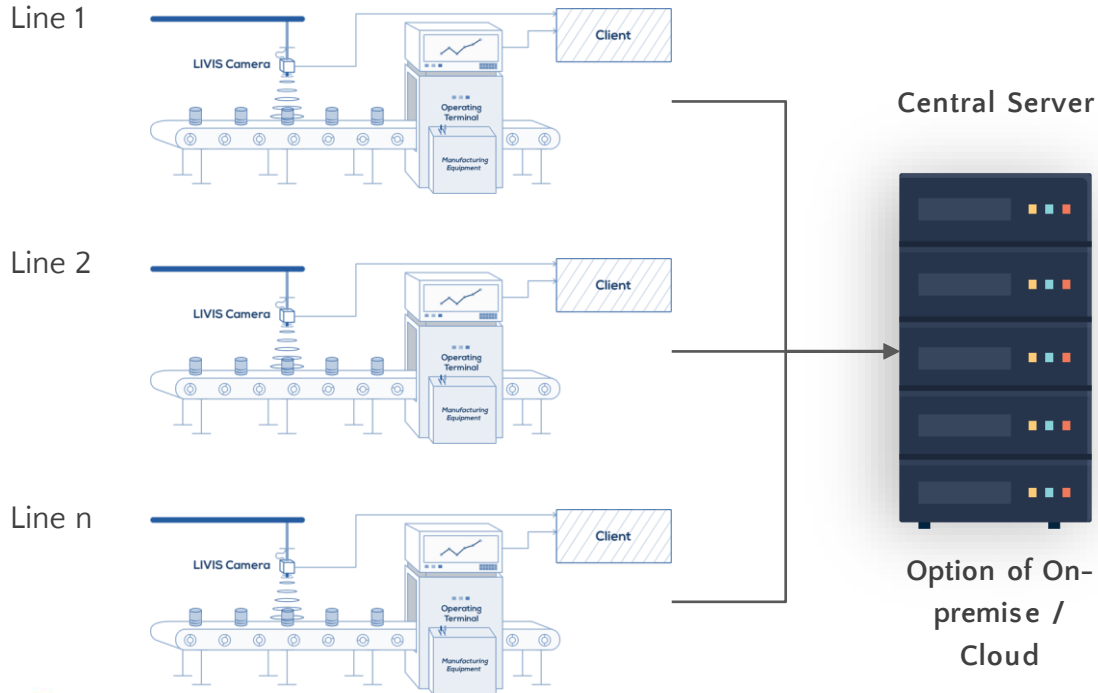 Line 1
LIVIS Camera
Client
Operating
Terminal
Manufacturing
Equipment
Line 2
LIVIS Camera
Client
Operating
Terminal
Manufacturing
Equipment
Line n
LIVIS Camera
Client
Operating
Terminal
Manufacturing
Equipment
Central Server
Option of On-
premise /
Cloud